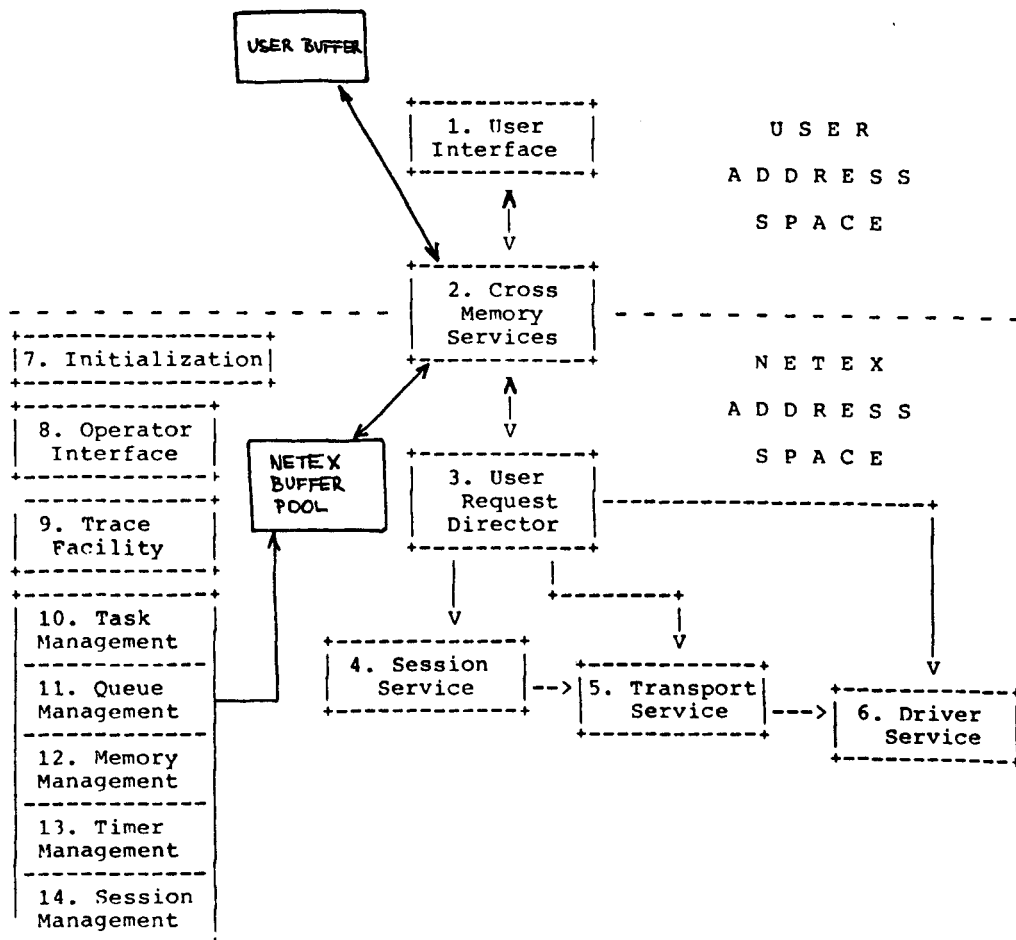 USER BUFFER
1. User
Interface
U S E R
A D D R E S S
S P A C E
2. Cross
Memory
Services
7. Initialization
N E T E X
A D D R E S S
S P A C E
8. Operator
Interface
NETEX
BUFFER
POOL
3. User
Request
Director
9. Trace
Facility
10. Task
Management
4. Session
Service
11. Queue
Management
5. Transport
Service
6. Driver
Service
12. Memory
Management
13. Timer
Management
14. Session
Management